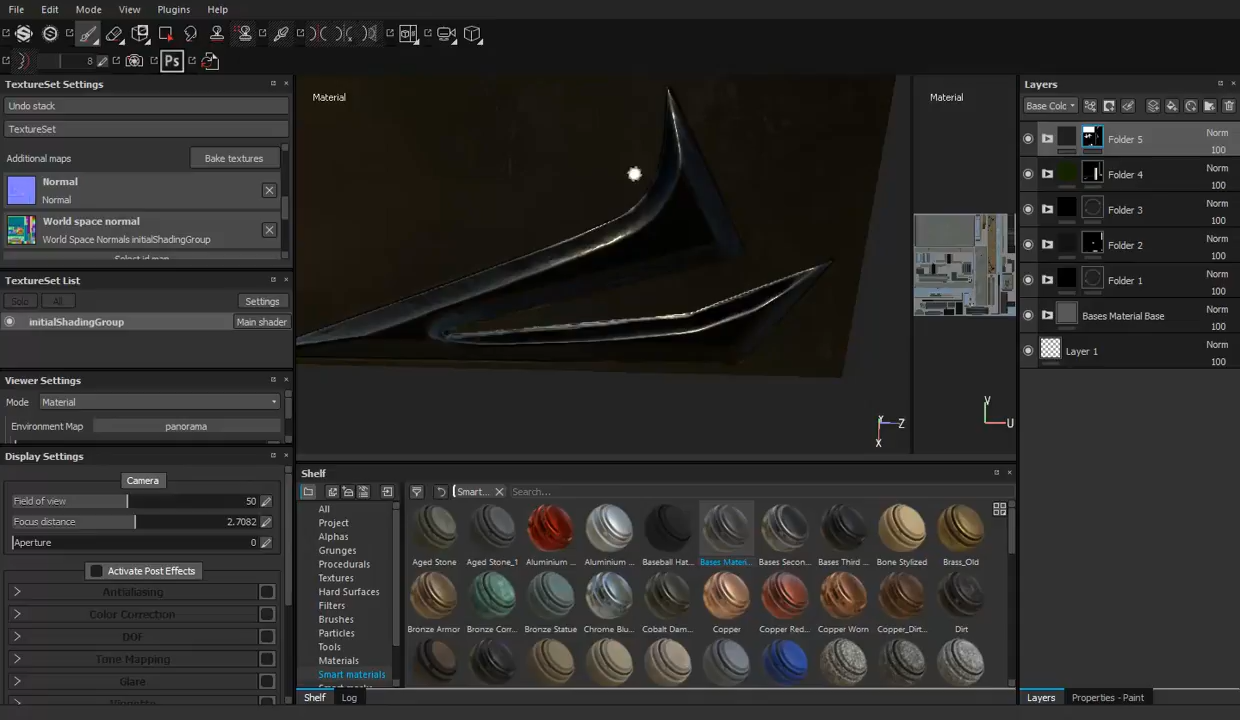 File Edit Mode View Plugins Help
8
Ps
TextureSet Settings
Undo stack
TextureSet
Additional maps Bake textures
Normal
Normal
World space normal
World Space Normals initialShadingGroup
Select id map
TextureSet List
Solo All Settings
initialShadingGroup Main shader
Viewer Settings
Mode Material
Environment Map panorama
Display Settings
Camera
Field of view 50
Focus distance 2.7082
Aperture 0
Activate Post Effects
Antialiasing
Color Correction
DOF
Tone Mapping
Glare
Vignette
Material
Y Z
X
Material
V
U
Shelf
Smart... Search...
All
Project
Alphas
Grunges
Procedurals
Textures
Hard Surfaces
Filters
Brushes
Particles
Tools
Materials
Smart materials
Smart masks
Aged Stone Aged Stone_1 Aluminium ... Aluminium ... Baseball Hat... Bases Materi... Bases Secon... Bases Third ... Bone Stylized Brass_Old
Bronze Armor Bronze Corr... Bronze Statue Chrome Blu... Cobalt Dam... Copper Copper Red... Copper Worn Copper_Dirt... Dirt
Shelf Log
Layers
Base Colo
Folder 5 Norm 100
Folder 4 Norm 100
Folder 3 Norm 100
Folder 2 Norm 100
Folder 1 Norm 100
Bases Material Base Norm 100
Layer 1 Norm 100
Layers Properties - Paint